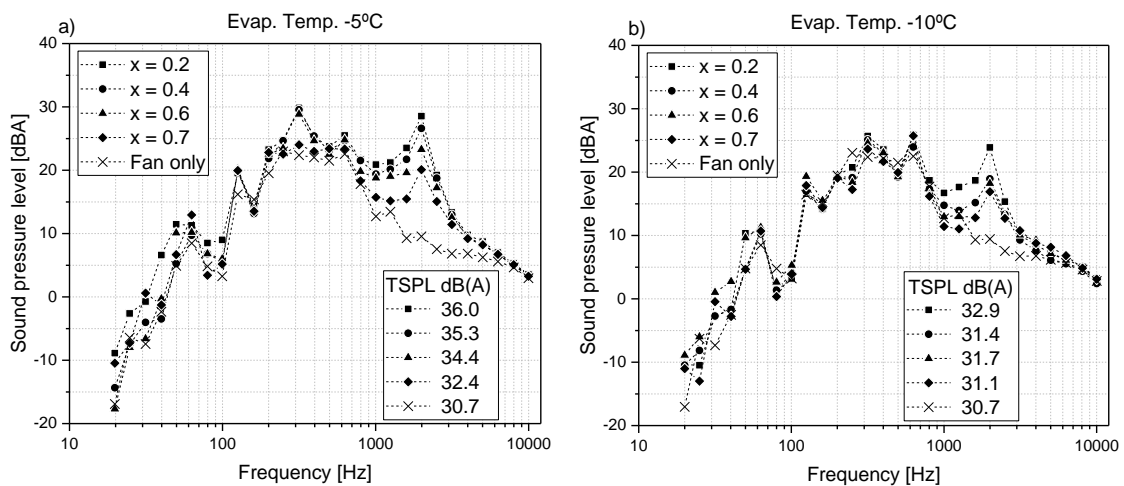 a) Evap. Temp. -5ºC
Sound pressure level [dBA]
40
30
20
10
0
-10
-20
x = 0.2
x = 0.4
x = 0.6
x = 0.7
Fan only
TSPL dB(A)
36.0
35.3
34.4
32.4
30.7
10 100 1000 10000
Frequency [Hz]
b) Evap. Temp. -10ºC
Sound pressure level [dBA]
40
30
20
10
0
-10
-20
x = 0.2
x = 0.4
x = 0.6
x = 0.7
Fan only
TSPL dB(A)
32.9
31.4
31.7
31.1
30.7
10 100 1000 10000
Frequency [Hz]